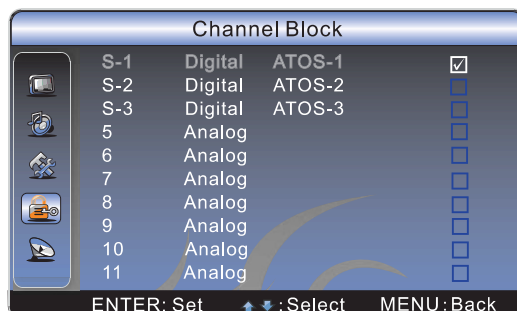 Channel Block
S-1 Digital ATOS-1
S-2 Digital ATOS-2
S-3 Digital ATOS-3
5 Analog
6 Analog
7 Analog
8 Analog
9 Analog
10 Analog
11 Analog
ENTER: Set :Select MENU:Back